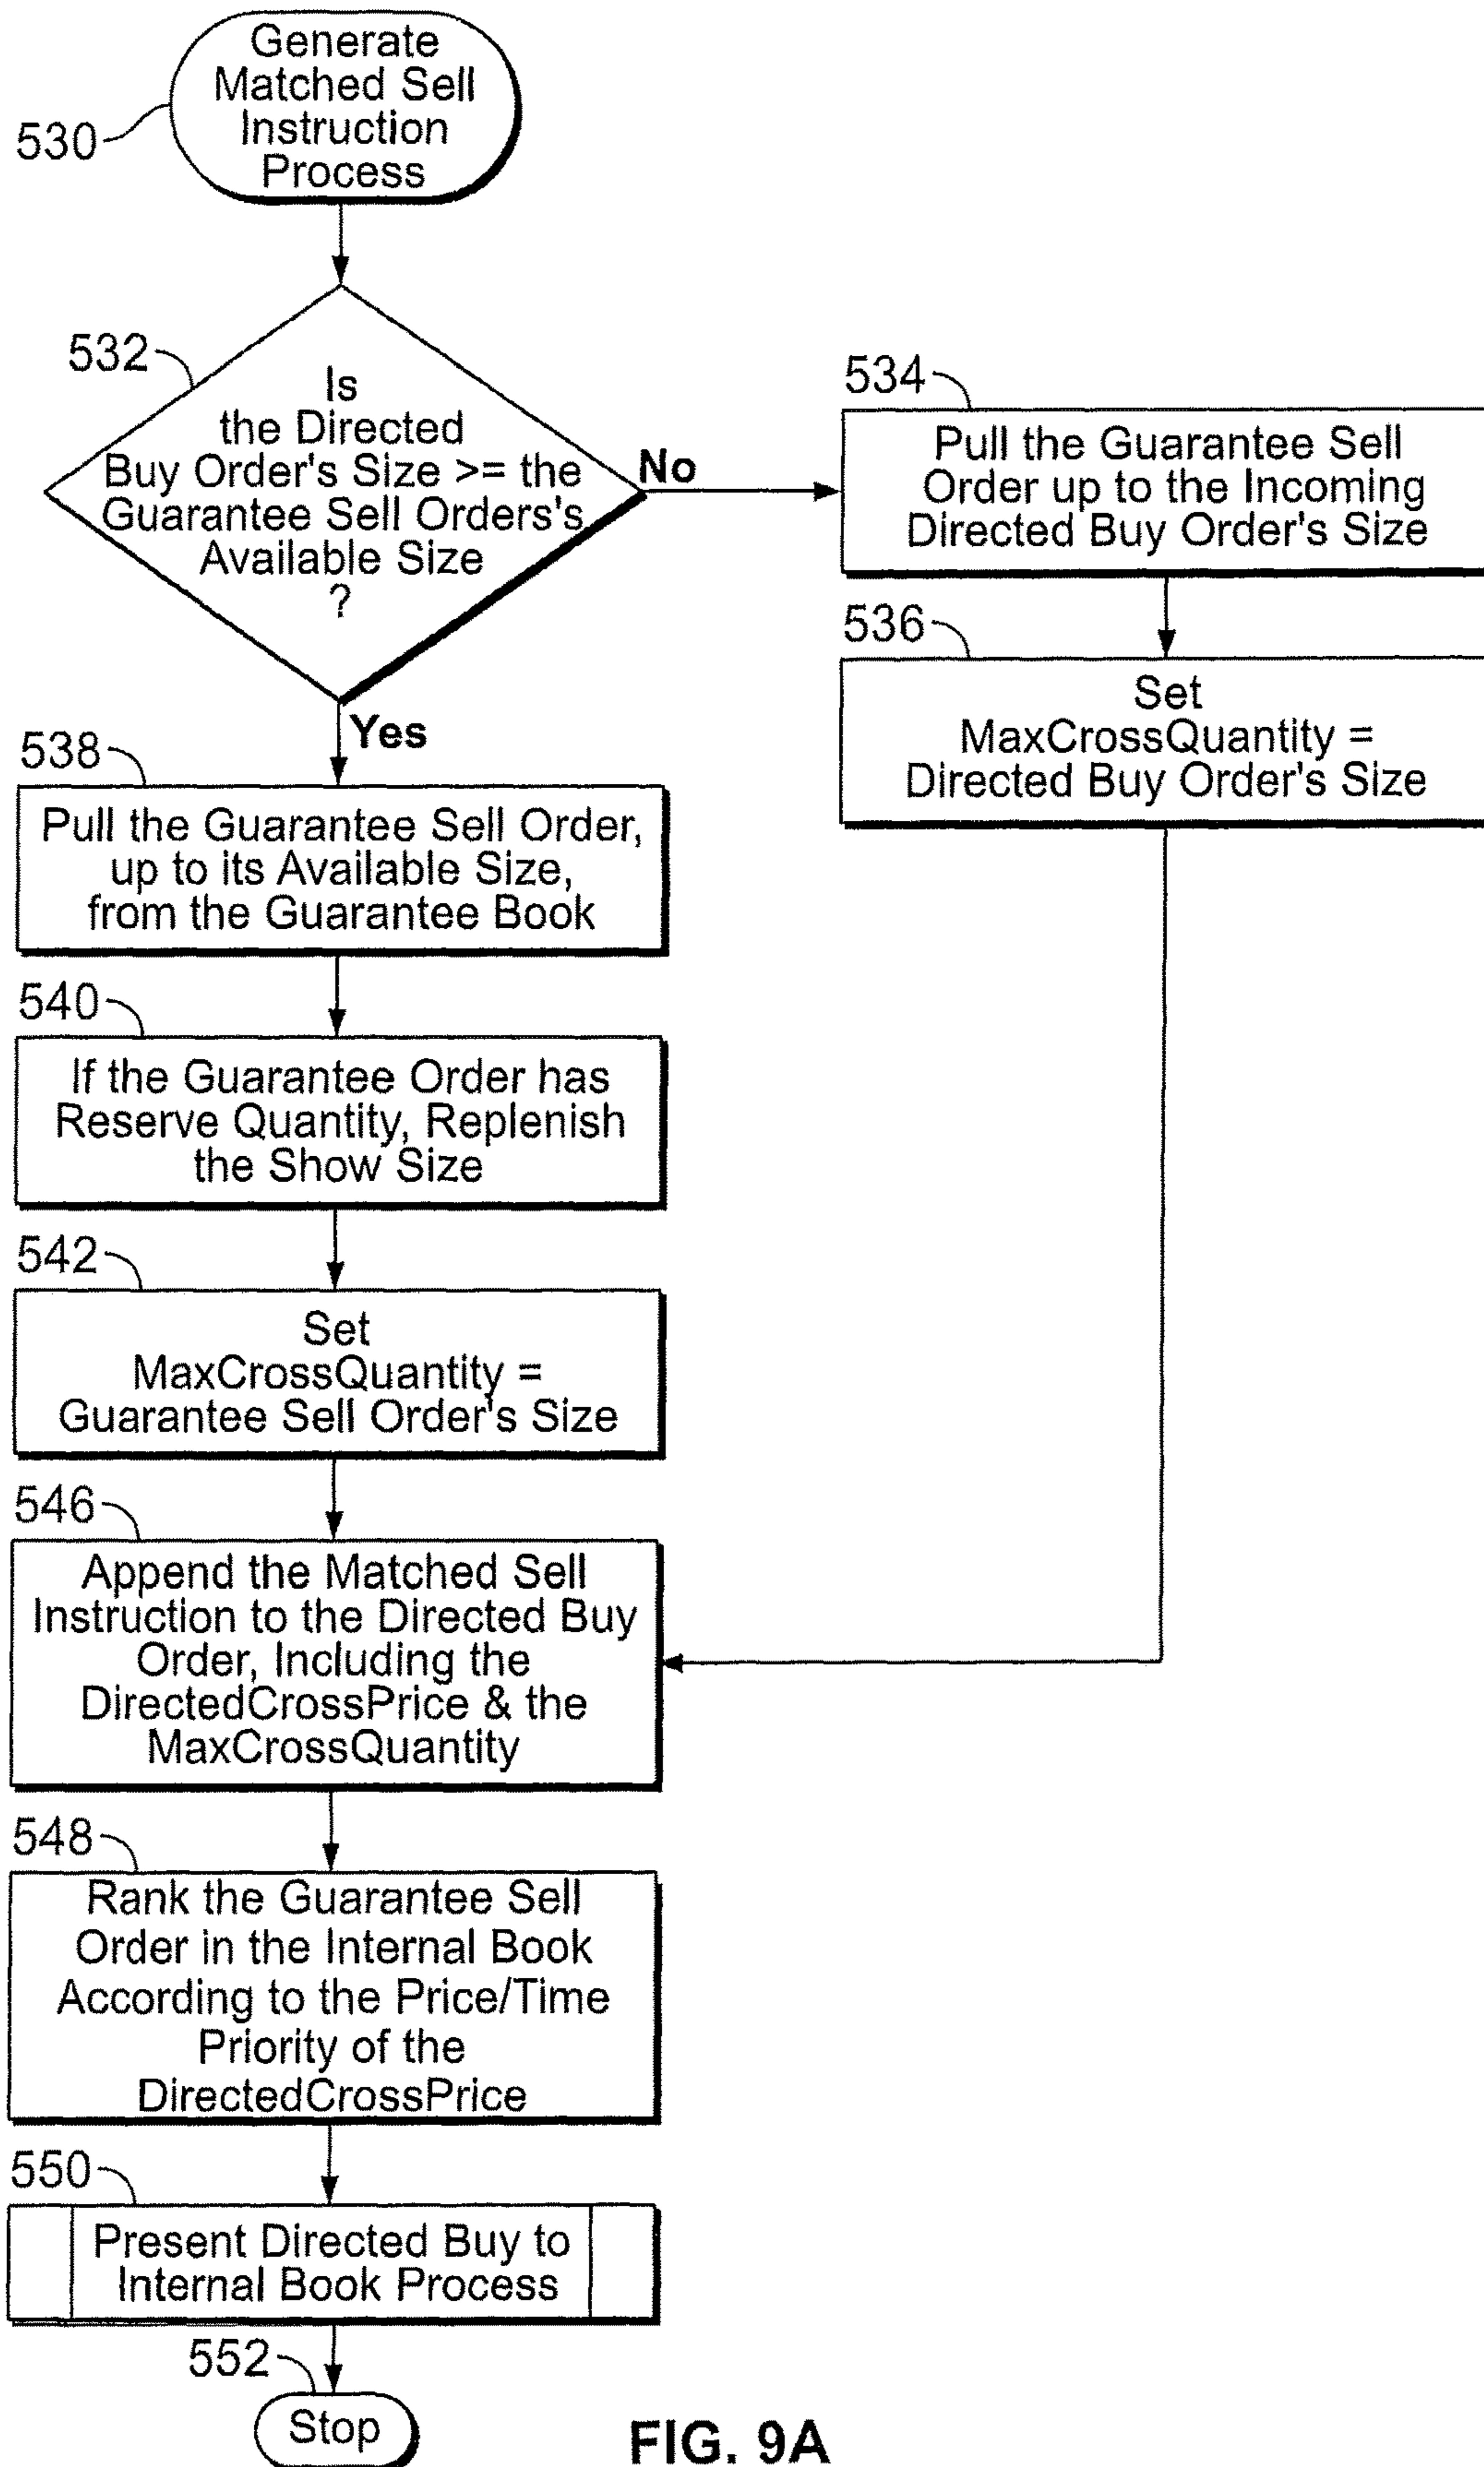 Generate
Matched Sell
Instruction
Process
530
532
Is
the Directed
Buy Order's Size >= the
Guarantee Sell Orders's
Available Size
?
No
534
Pull the Guarantee Sell
Order up to the Incoming
Directed Buy Order's Size
536
Set
MaxCrossQuantity =
Directed Buy Order's Size
Yes
538
Pull the Guarantee Sell Order,
up to its Available Size,
from the Guarantee Book
540
If the Guarantee Order has
Reserve Quantity, Replenish
the Show Size
542
Set
MaxCrossQuantity =
Guarantee Sell Order's Size
546
Append the Matched Sell
Instruction to the Directed Buy
Order, Including the
DirectedCrossPrice & the
MaxCrossQuantity
548
Rank the Guarantee Sell
Order in the Internal Book
According to the Price/Time
Priority of the
DirectedCrossPrice
550
Present Directed Buy to
Internal Book Process
552
Stop
FIG. 9A